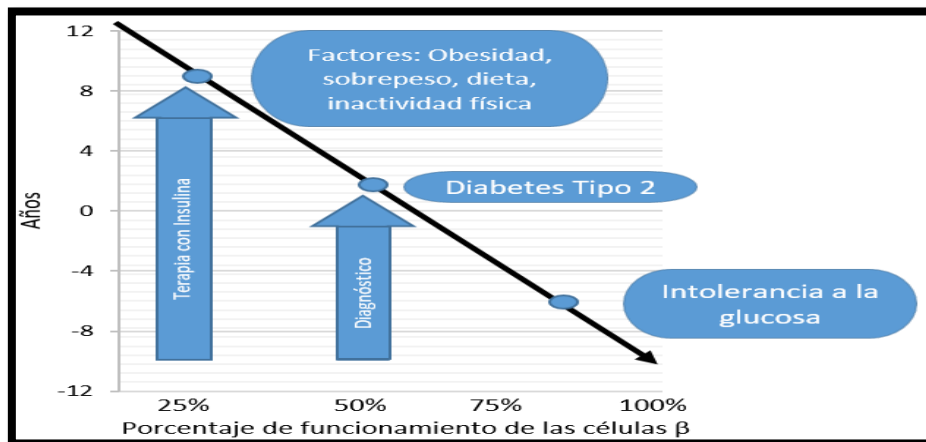 12
8
4
0
-4
-8
-12
Años
Factores: Obesidad,
sobrepeso, dieta,
inactividad física
Terapia con Insulina
Diabetes Tipo 2
Diagnóstico
Intolerancia a la
glucosa
25% 50% 75% 100%
Porcentaje de funcionamiento de las células β